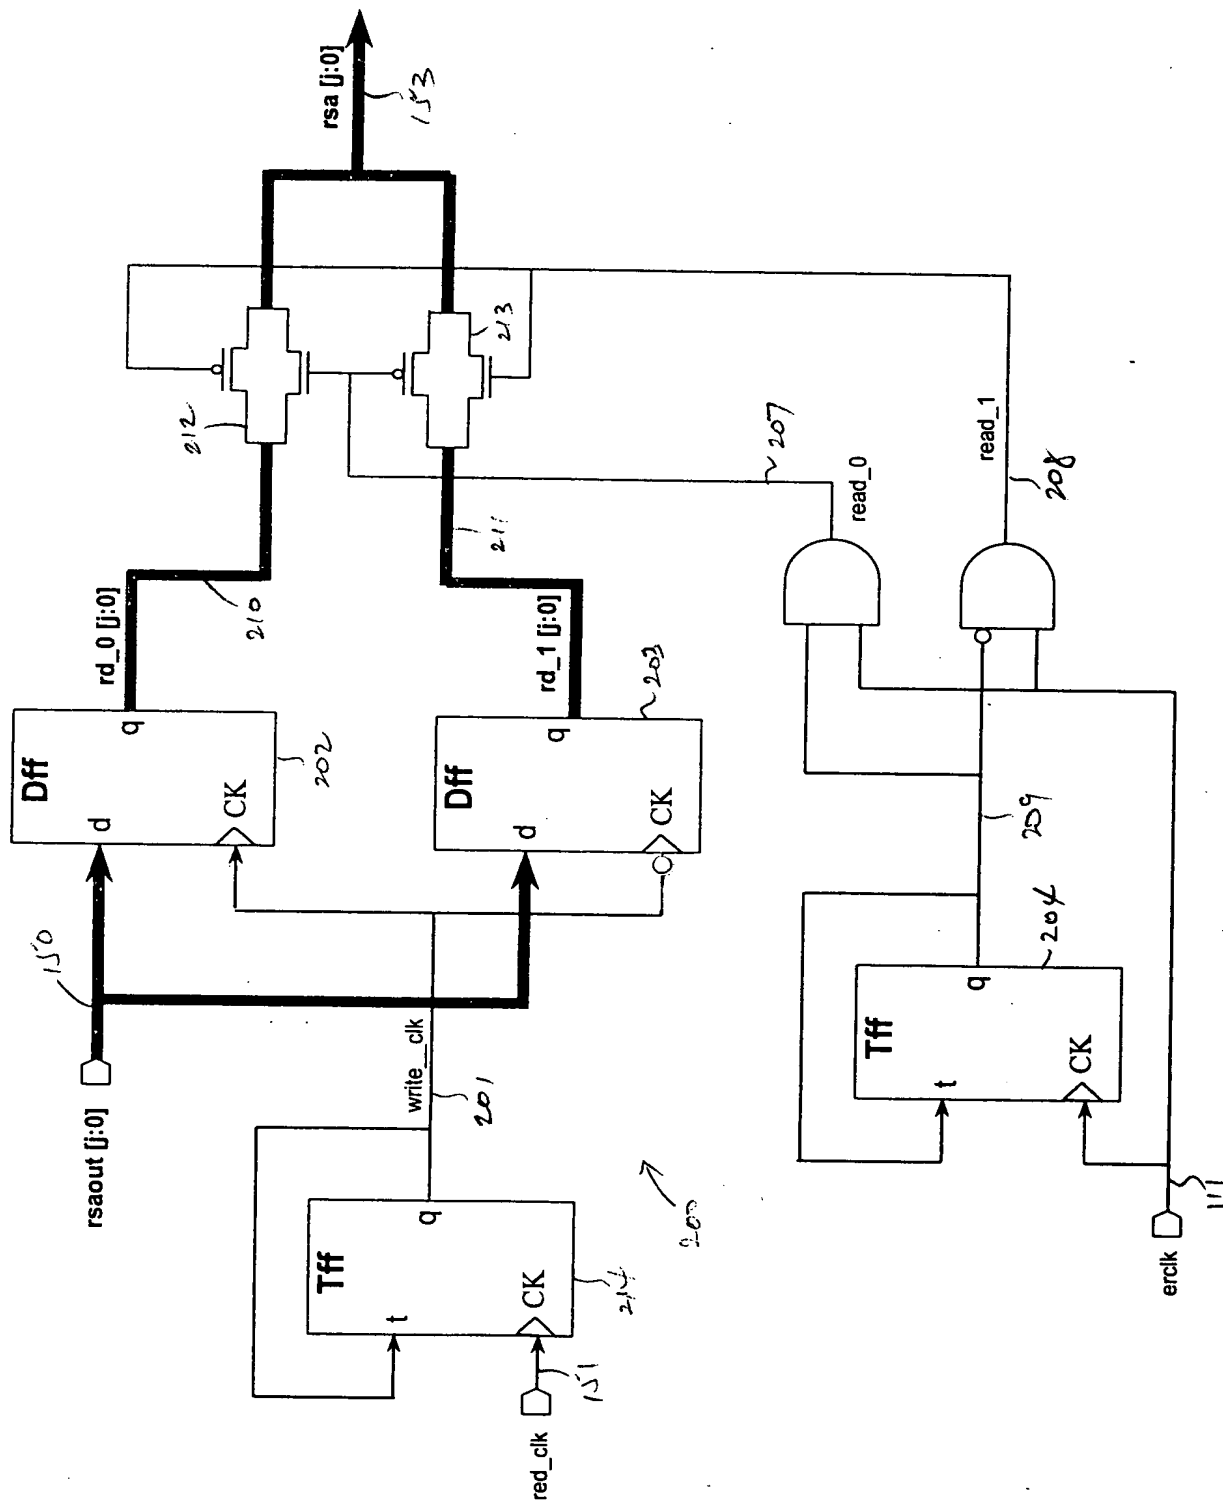 rsaout [j:0]
150
Dff
d
q
CK
202
rd_0 [j:0]
210
212
rsa [j:0]
153
Dff
d
q
CK
203
rd_1 [j:0]
211
213
red_clk
151
Tff
t
q
CK
214
write_clk
201
200
erclk
111
Tff
t
q
CK
204
209
read_0
207
read_1
208